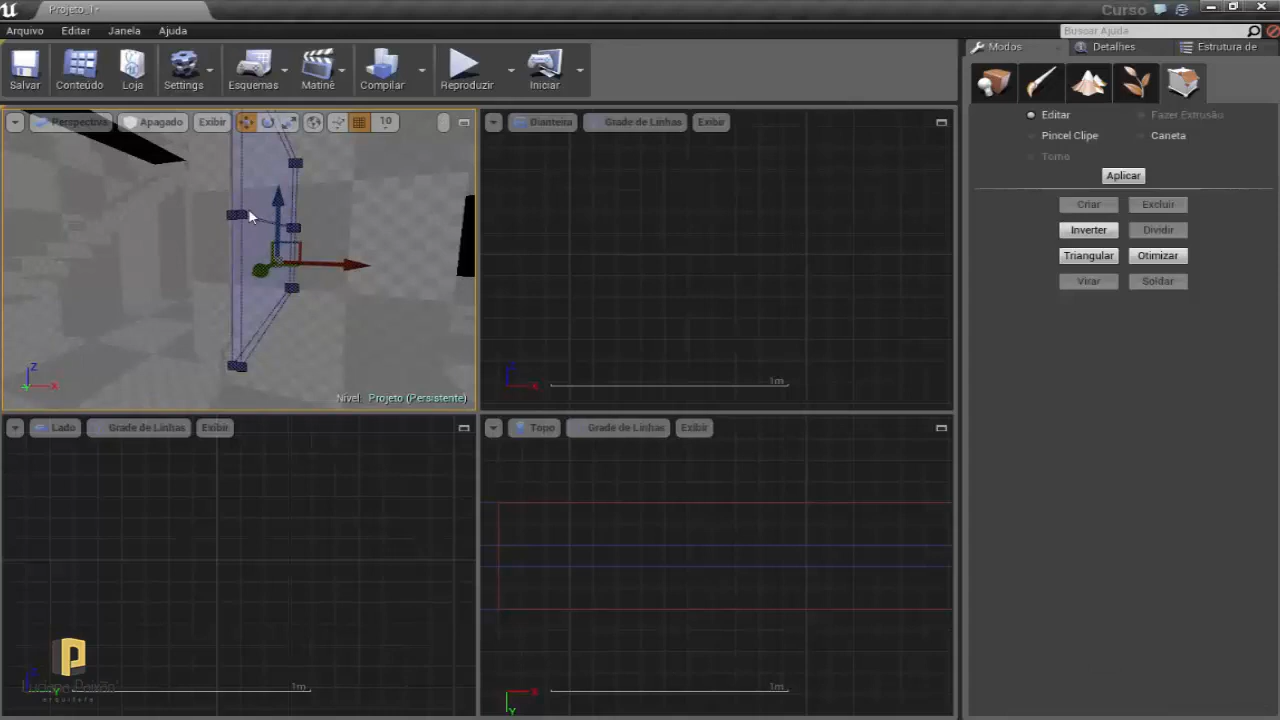 Projeto_1*
Curso
Arquivo Editar Janela Ajuda
Buscar Ajuda
Salvar Conteúdo Loja Settings Matinê Esquemas Compilar Reproduzir Iniciar
Modos Detalhes Estrutura de
Perspectiva Apagado Exibir 10
Dianteira Grade de Linhas Exibir
Editar Fazer Extrusão
Pincel Clipe Caneta
Torno
Aplicar
Criar Excluir
Inverter Dividir
Triangular Otimizar
Virar Soldar
Z
X
Nível: Projeto (Persistente)
Z
X
1m
Lado Grade de Linhas Exibir
Topo Grade de Linhas Exibir
P
Z
Y
1m
Luciano Paixão
arquiteto
X
Y
1m